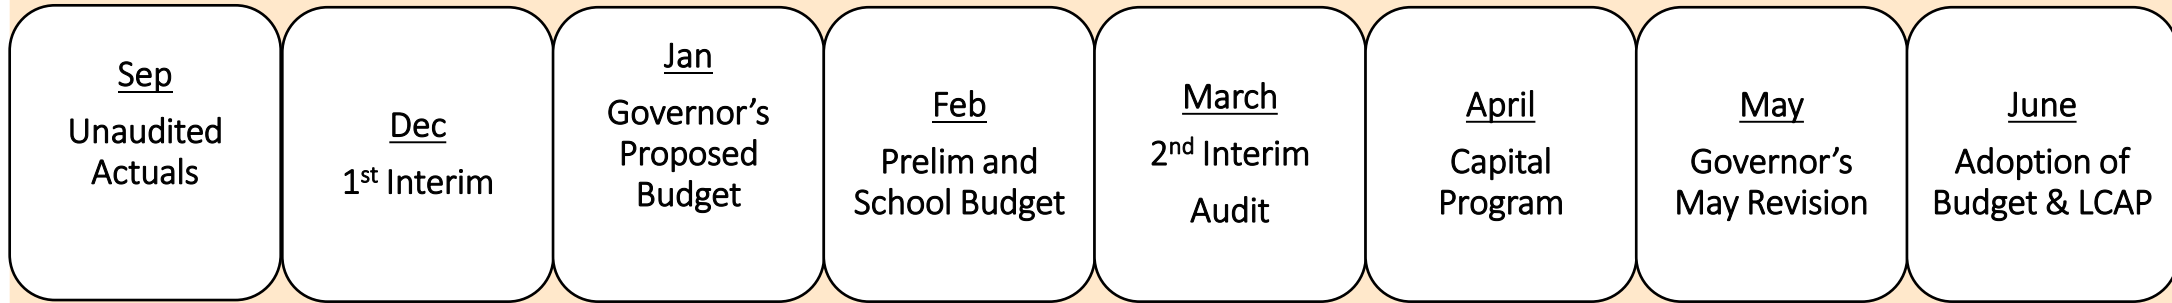 Sep
Unaudited
Actuals
Dec
1st Interim
Jan
Governor’s
Proposed
Budget
Feb
Prelim and
School Budget
March
2nd Interim
Audit
April
Capital
Program
May
Governor’s
May Revision
June
Adoption of
Budget & LCAP